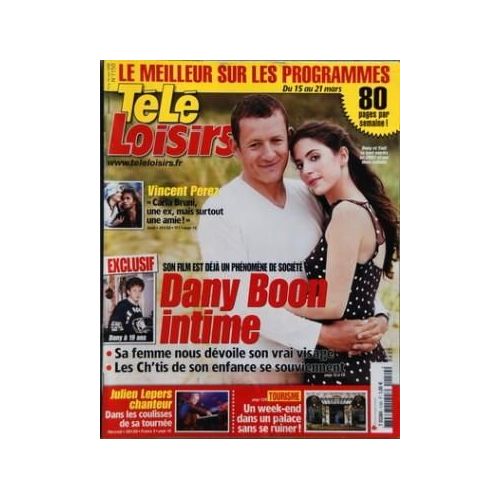 LE MEILLEUR SUR LES PROGRAMMES
Du 15 au 21 mars
TéLé
LOISIRS
www.teleloisirs.fr
80
pages par
semaine !
Vincent Perez
« Carla Bruni,
une ex, mais surtout
une amie ! »
EXCLUSIF
Dany à 19 ans
SON FILM EST DÉJÀ UN PHÉNOMÈNE DE SOCIÉTÉ
Dany Boon
intime
• Sa femme nous dévoile son vrai visage
• Les Ch'tis de son enfance se souviennent
Julien Lepers
chanteur
Dans les coulisses
de sa tournée
TOURISME
Un week-end
dans un palace
sans se ruiner !